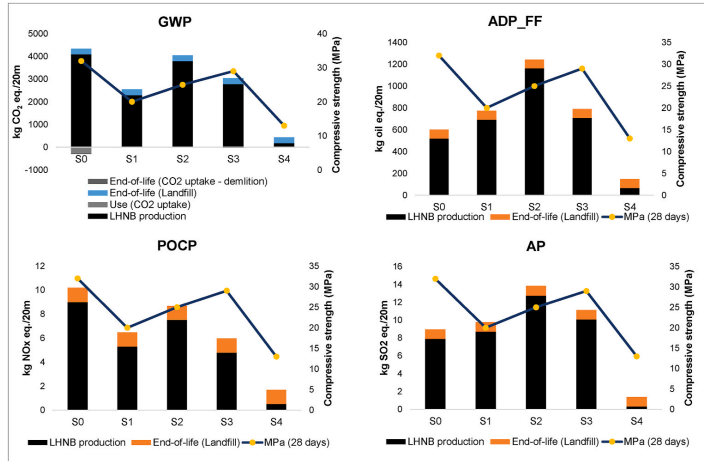 GWP
kg CO2 eq./20m
5000
4000
3000
2000
1000
0
-1000
S0 S1 S2 S3 S4
40
30
20
10
0
Compressive strength (MPa)
End-of-life (CO2 uptake - demlition)
End-of-life (Landfill)
Use (CO2 uptake)
LHNB production
ADP_FF
kg oil eq./20m
1400
1200
1000
800
600
400
200
0
S0 S1 S2 S3 S4
35
30
25
20
15
10
5
0
Compressive strength (MPa)
LHNB production End-of-life (Landfill) MPa (28 days)
POCP
kg NOx eq./20m
12
10
8
6
4
2
0
S0 S1 S2 S3 S4
35
30
25
20
15
10
5
0
Compressive strength (MPa)
LHNB production End-of-life (Landfill) MPa (28 days)
AP
kg SO2 eq./20m
16
14
12
10
8
6
4
2
0
S0 S1 S2 S3 S4
35
30
25
20
15
10
5
0
Compressive strength (MPa)
LHNB production End-of-life (Landfill) MPa (28 days)